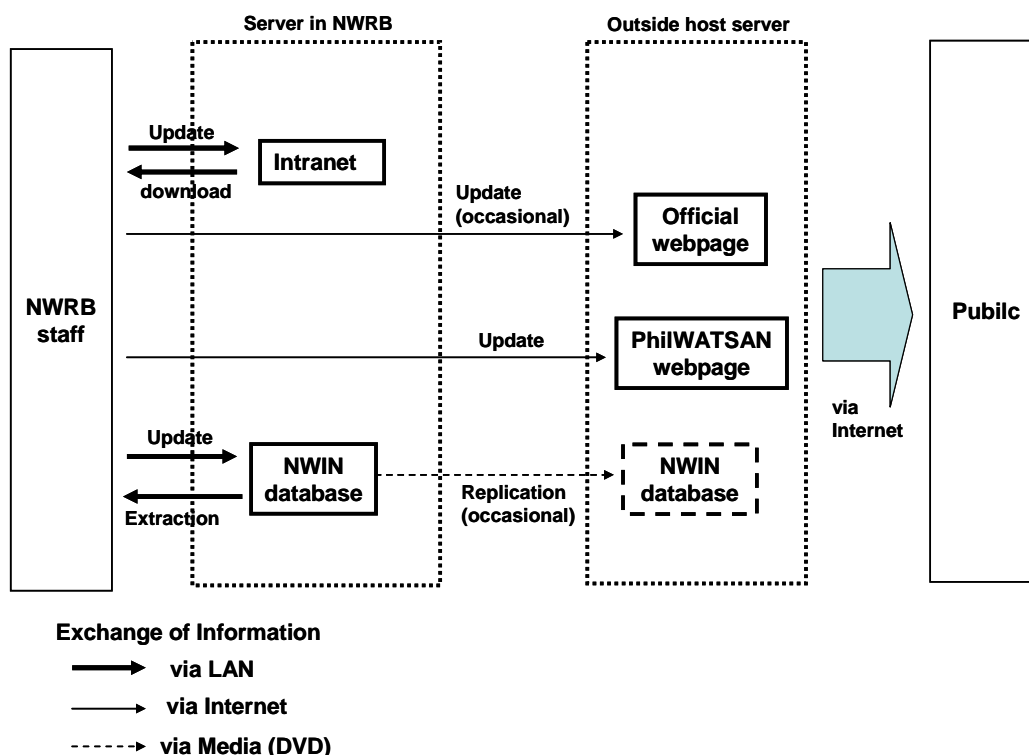 Server in NWRB
Outside host server
NWRB
staff
Update
download
Intranet
Update
(occasional)
Official
webpage
Update
PhilWATSAN
webpage
Update
Extraction
NWIN
database
Replication
(occasional)
NWIN
database
via
Internet
Pubilc
Exchange of Information
via LAN
via Internet
via Media (DVD)